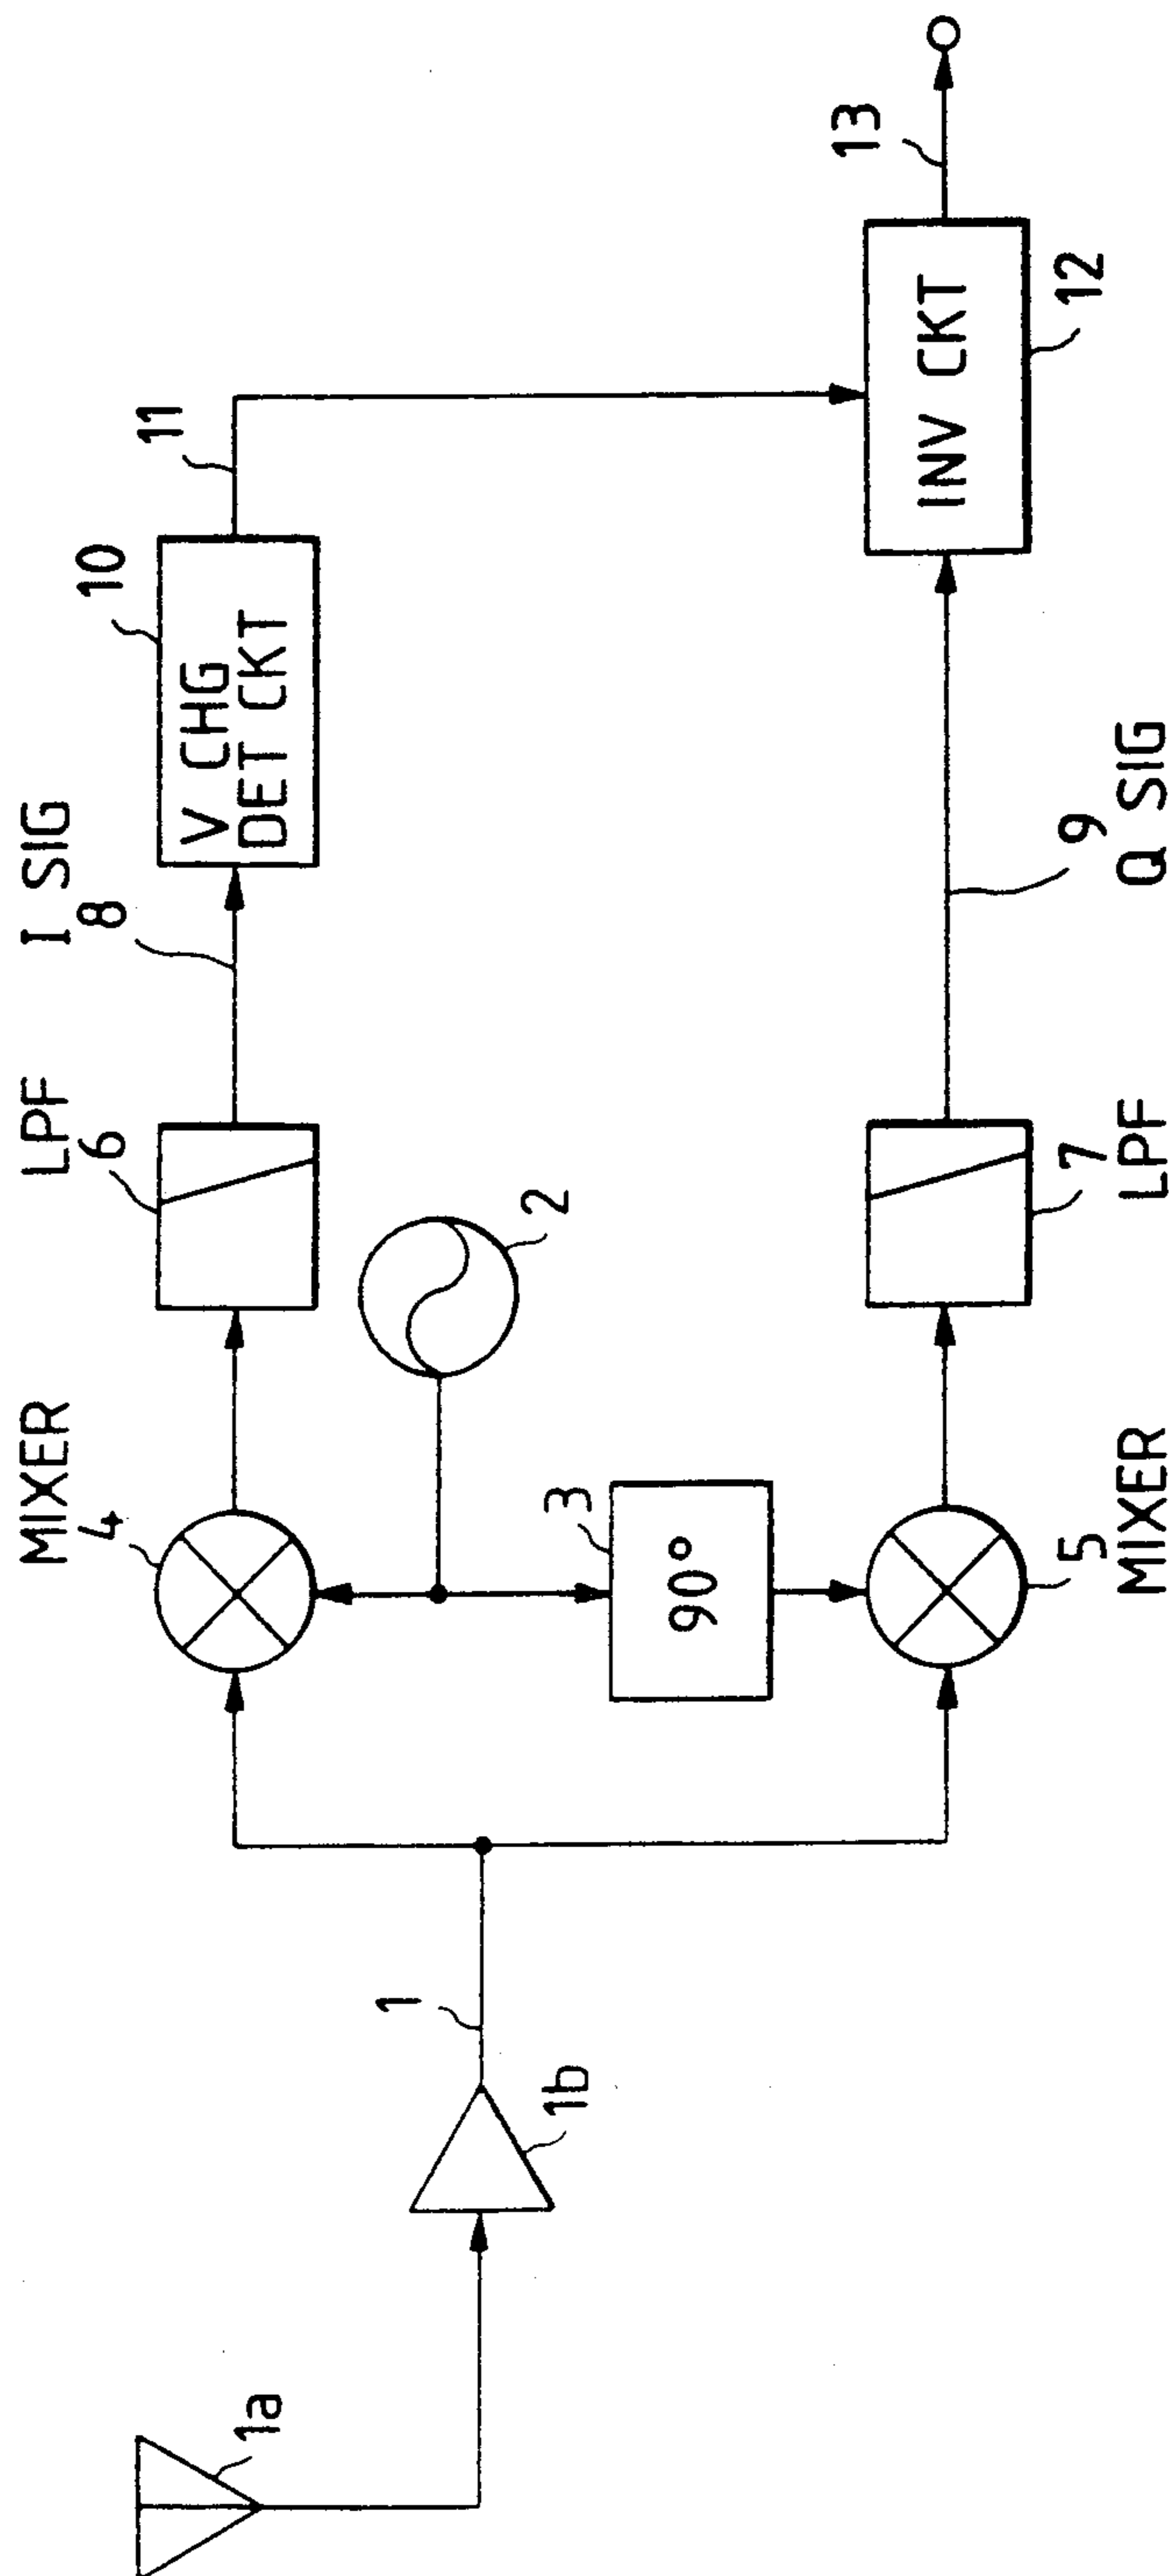 1a
1b
1
MIXER
4
2
3
90°
5
MIXER
LPF
6
7
LPF
I SIG
8
9
Q SIG
10
V CHG
DET CKT
11
INV CKT
12
13